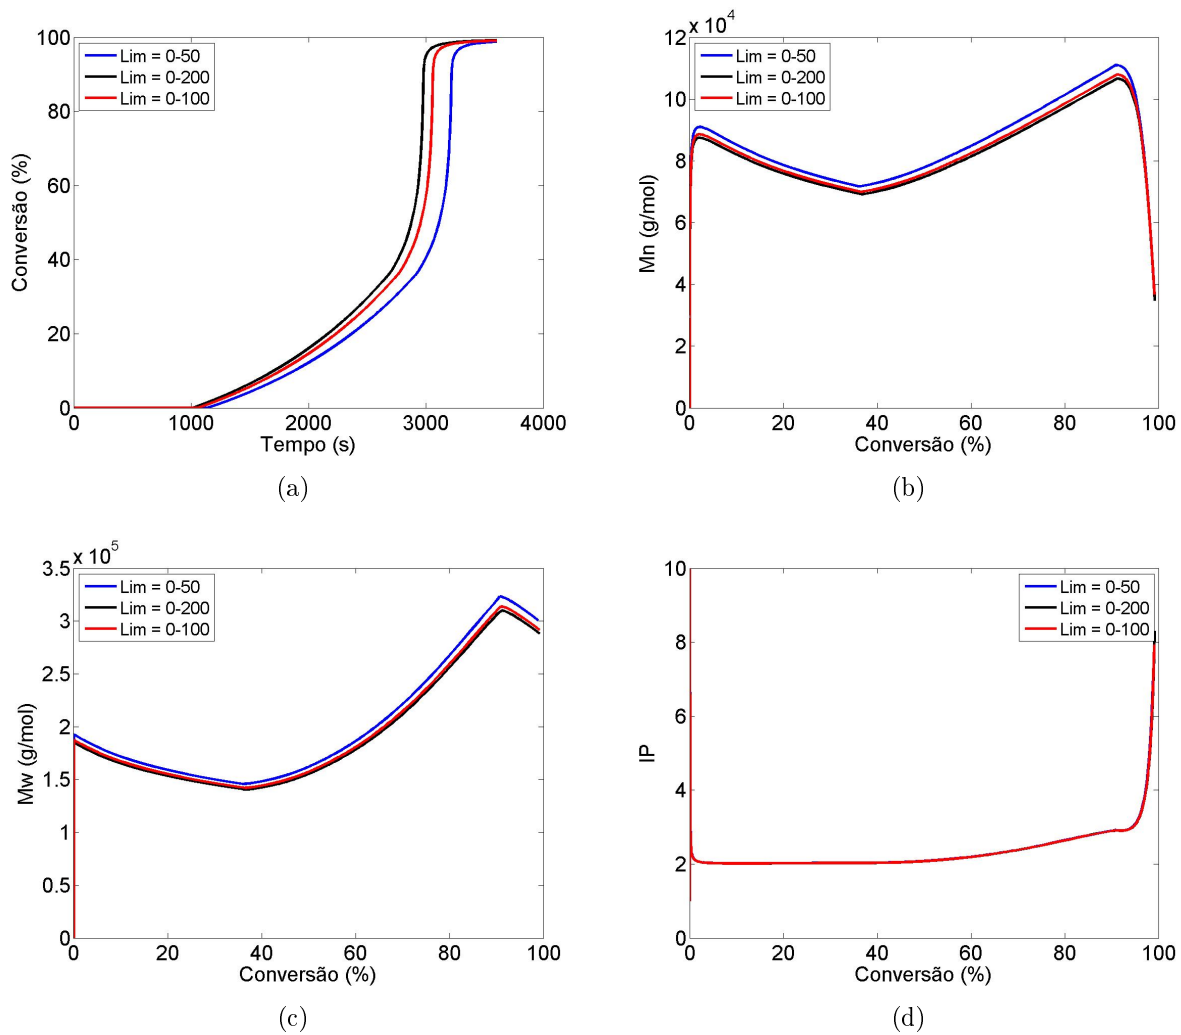 100
80
60
40
20
0
0 1000 2000 3000 4000
Conversão (%)
Tempo (s)
Lim = 0-50
Lim = 0-200
Lim = 0-100
(a)
x 10^4
12
10
8
6
4
2
0
0 20 40 60 80 100
Mn (g/mol)
Conversão (%)
Lim = 0-50
Lim = 0-200
Lim = 0-100
(b)
x 10^5
3.5
3
2.5
2
1.5
1
0.5
0
0 20 40 60 80 100
Mw (g/mol)
Conversão (%)
Lim = 0-50
Lim = 0-200
Lim = 0-100
(c)
10
8
6
4
2
0
0 20 40 60 80 100
IP
Conversão (%)
Lim = 0-50
Lim = 0-200
Lim = 0-100
(d)